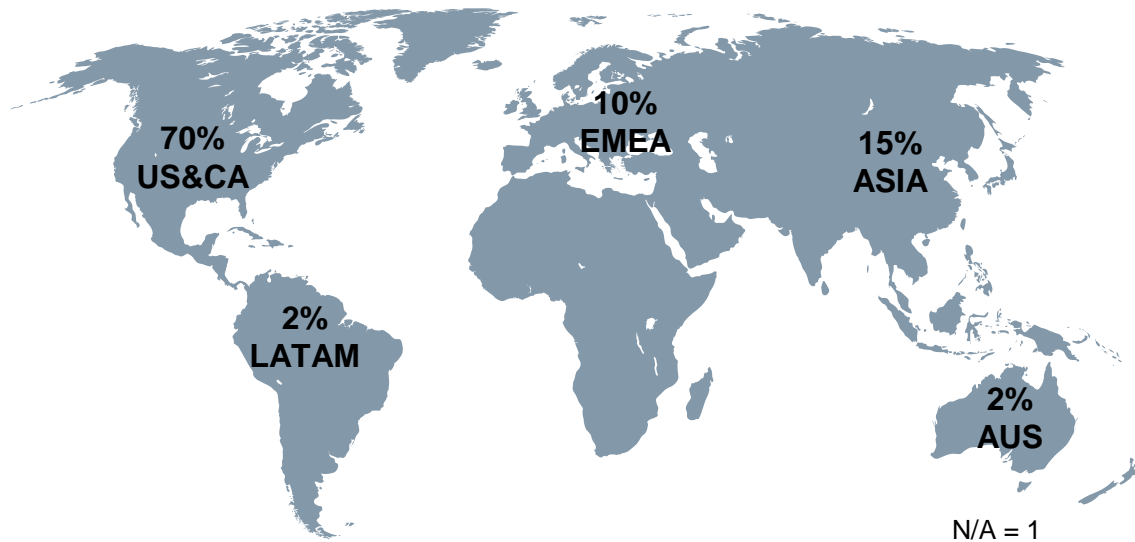 70%
US&CA
10%
EMEA
15%
ASIA
2%
LATAM
2%
AUS
N/A = 1